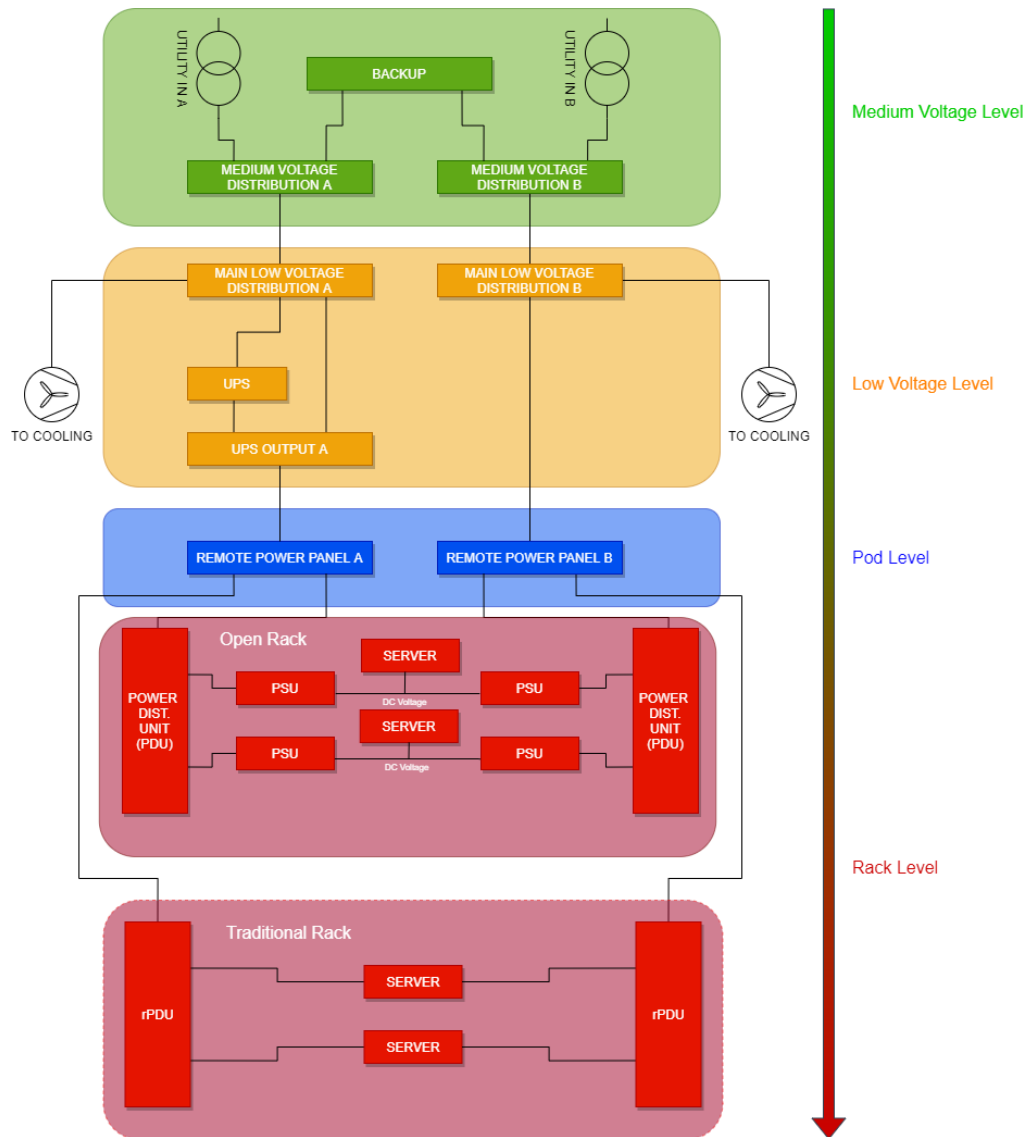 UTILITY IN A
BACKUP
UTILITY IN B
Medium Voltage Level
MEDIUM VOLTAGE
DISTRIBUTION A
MEDIUM VOLTAGE
DISTRIBUTION B
MAIN LOW VOLTAGE
DISTRIBUTION A
MAIN LOW VOLTAGE
DISTRIBUTION B
UPS
Low Voltage Level
TO COOLING
TO COOLING
UPS OUTPUT A
REMOTE POWER PANEL A
REMOTE POWER PANEL B
Pod Level
Open Rack
POWER
DIST.
UNIT
(PDU)
SERVER
PSU
PSU
DC Voltage
SERVER
PSU
PSU
DC Voltage
POWER
DIST.
UNIT
(PDU)
Rack Level
Traditional Rack
rPDU
SERVER
SERVER
rPDU